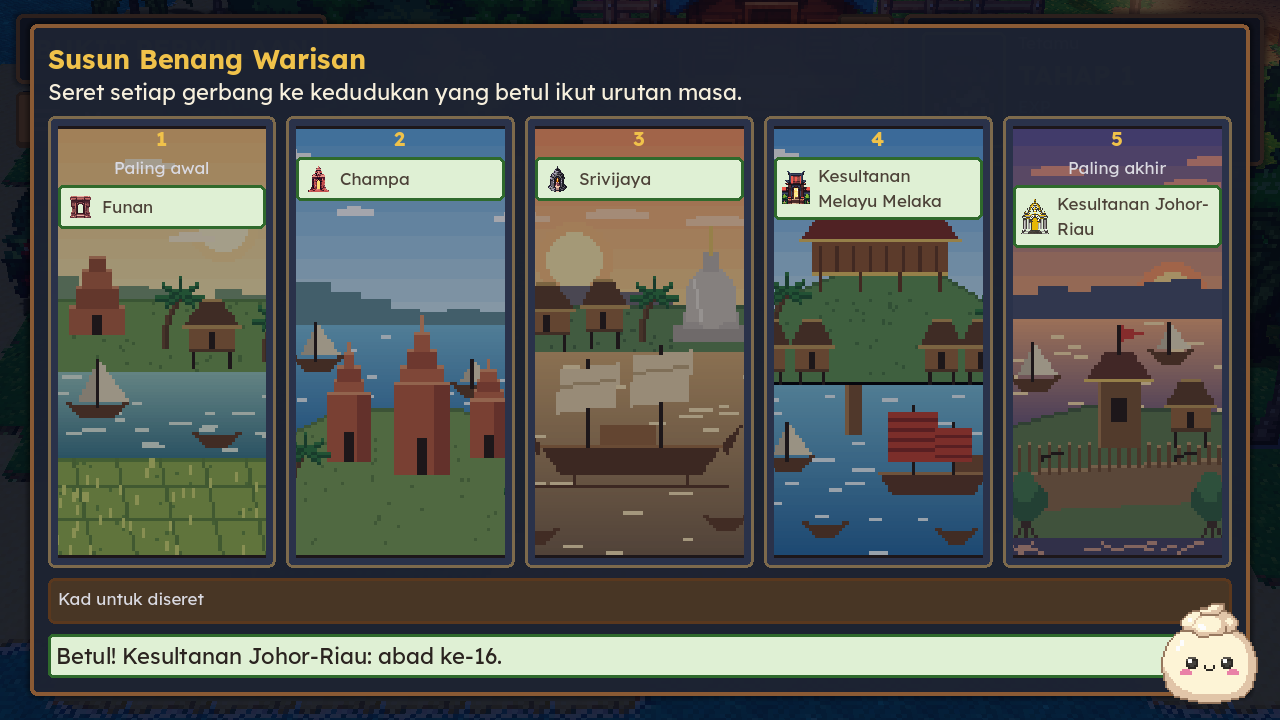 Susun Benang Warisan
Seret setiap gerbang ke kedudukan yang betul ikut urutan masa.
1
Paling awal
Funan
2
Champa
3
Srivijaya
4
Kesultanan
Melayu Melaka
5
Paling akhir
Kesultanan Johor-
Riau
Kad untuk diseret
Betul! Kesultanan Johor-Riau: abad ke-16.